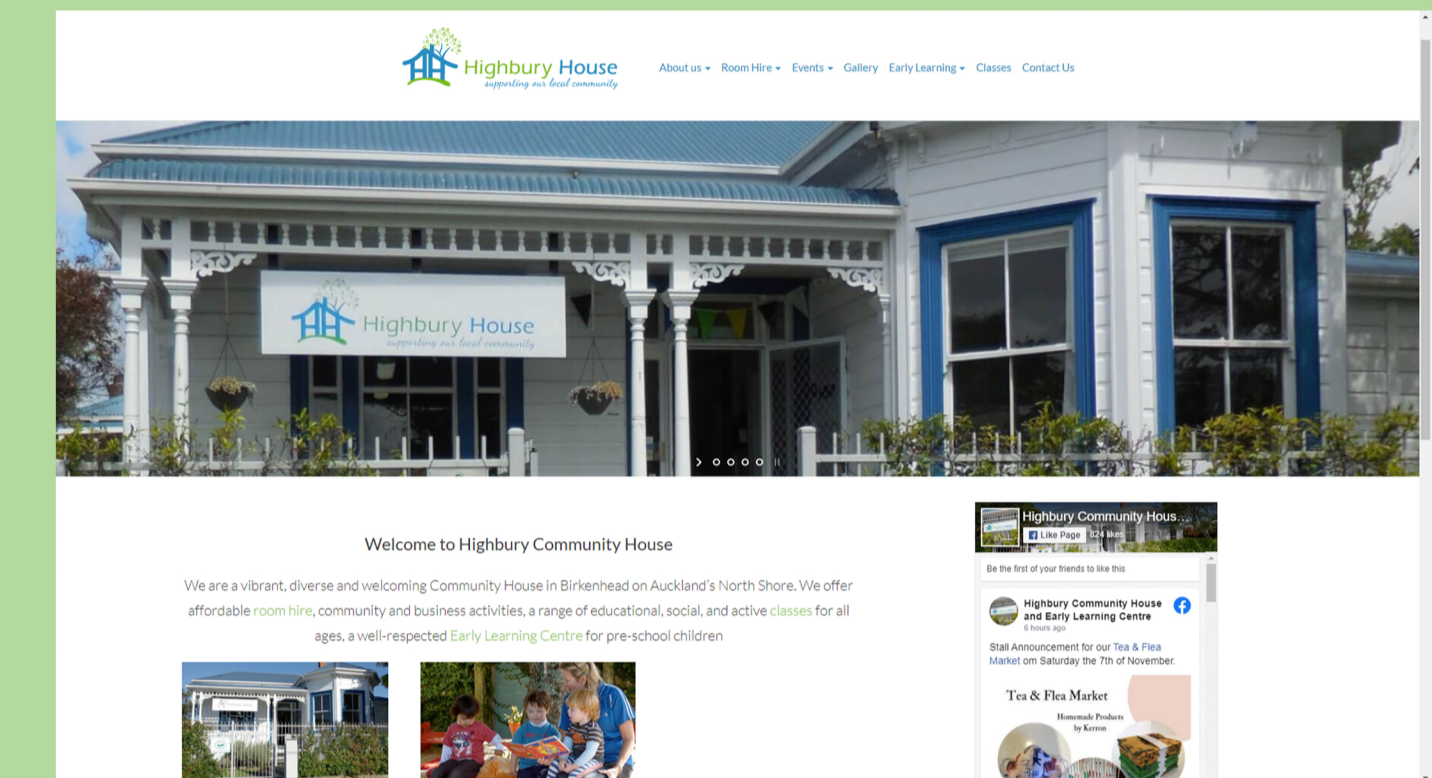 Highbury House
supporting our local community
About us
Room Hire
Events
Gallery
Early Learning
Classes
Contact Us
Highbury House
supporting our local community
Welcome to Highbury Community House
We are a vibrant, diverse and welcoming Community House in Birkenhead on Auckland's North Shore. We offer
affordable room hire, community and business activities, a range of educational, social, and active classes for all
ages, a well-respected Early Learning Centre for pre-school children
Highbury Community Hous...
Like Page
824 likes
Be the first of your friends to like this
Highbury Community House
and Early Learning Centre
6 hours ago
Stall Announcement for our Tea & Flea
Market om Saturday the 7th of November.
Tea & Flea Market
Homemade Products
by Kerron